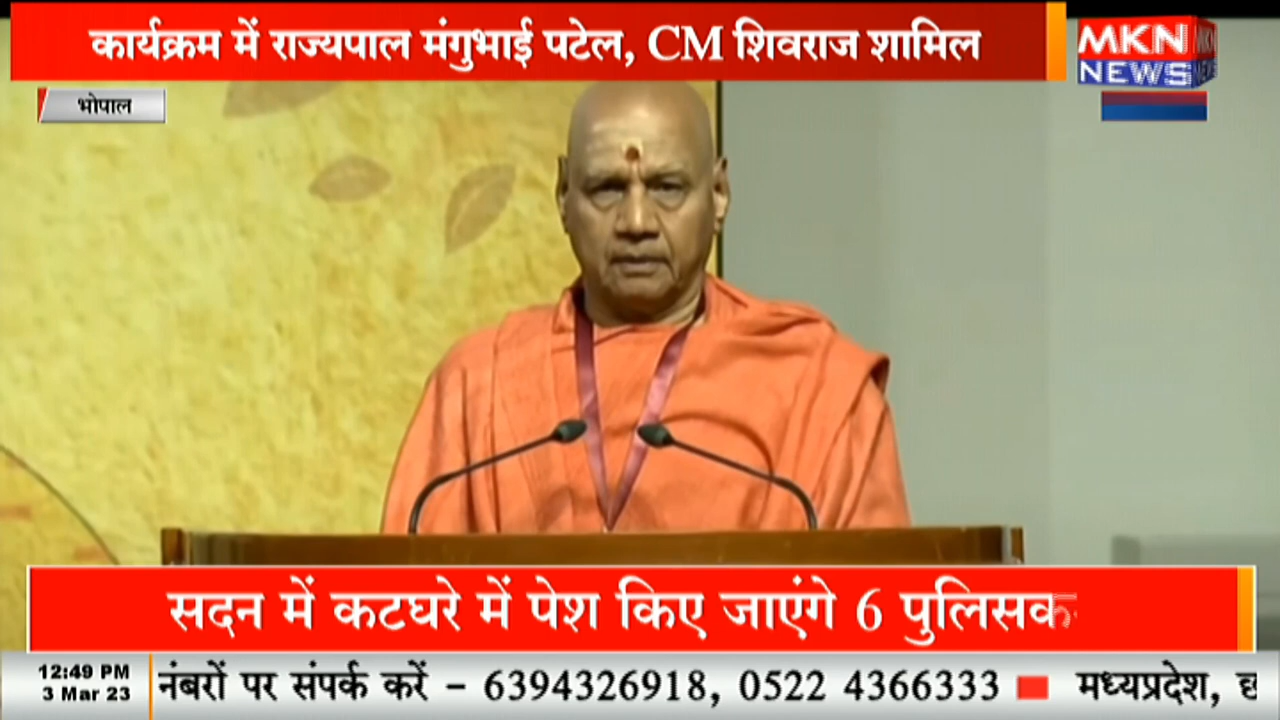 कार्यक्रम में राज्यपाल मंगुभाई पटेल, CM शिवराज शामिल
MKN
NEWS
भोपाल
सदन में कटघरे में पेश किए जाएंगे 6
12:49 PM
3 Mar 23
नंबरों पर संपर्क करें - 6394326918, 0522 4366333
मध्यप्रदेश,